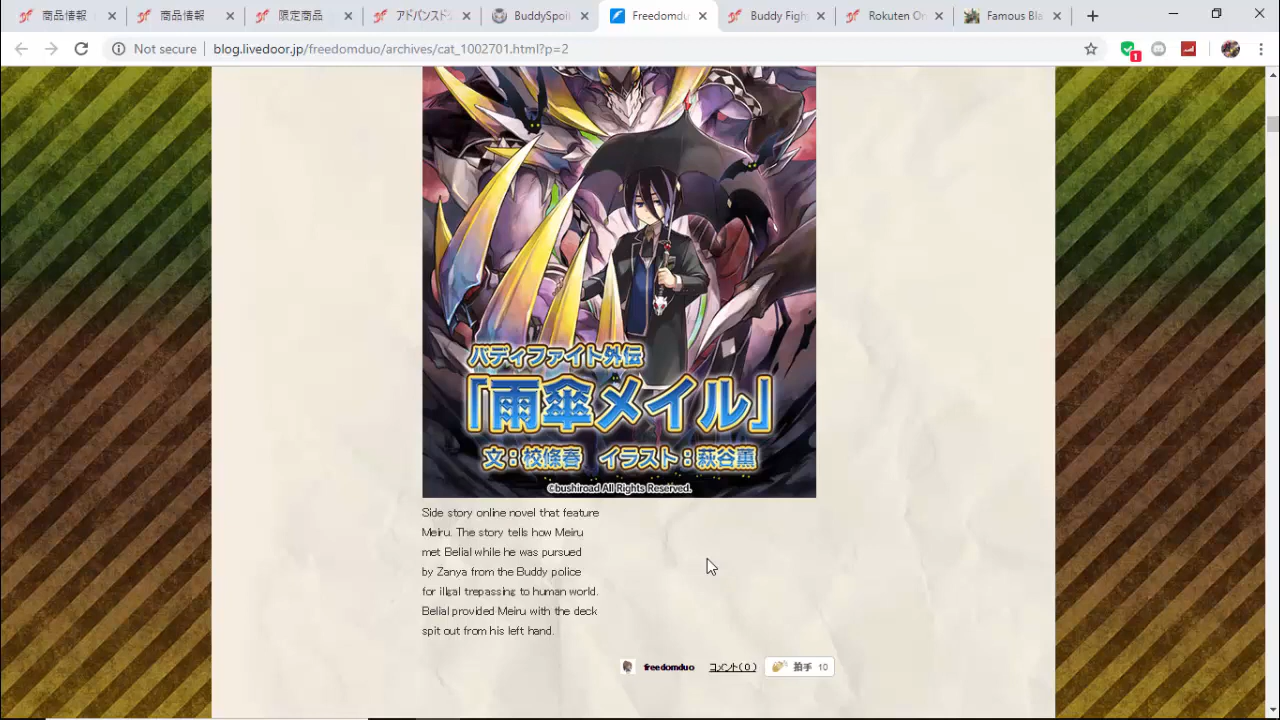 商品情報
商品情報
限定商品
アドバンスドシ
BuddySpoil
Freedomdu
Buddy Figh
Rokuten On
Famous Bla
Not secure
blog.livedoor.jp/freedomduo/archives/cat_1002701.html?p=2
1
バディファイト外伝
「雨傘メイル」
文：校條春 イラスト：萩谷薫
©bushiroad All Rights Reserved.
Side story online novel that feature
Meiru. The story tells how Meiru
met Belial while he was pursued
by Zanya from the Buddy police
for illgal trepassing to human world.
Belial provided Meiru with the deck
spit out from his left hand.
freedomduo コメント( 0 ) 拍手 10